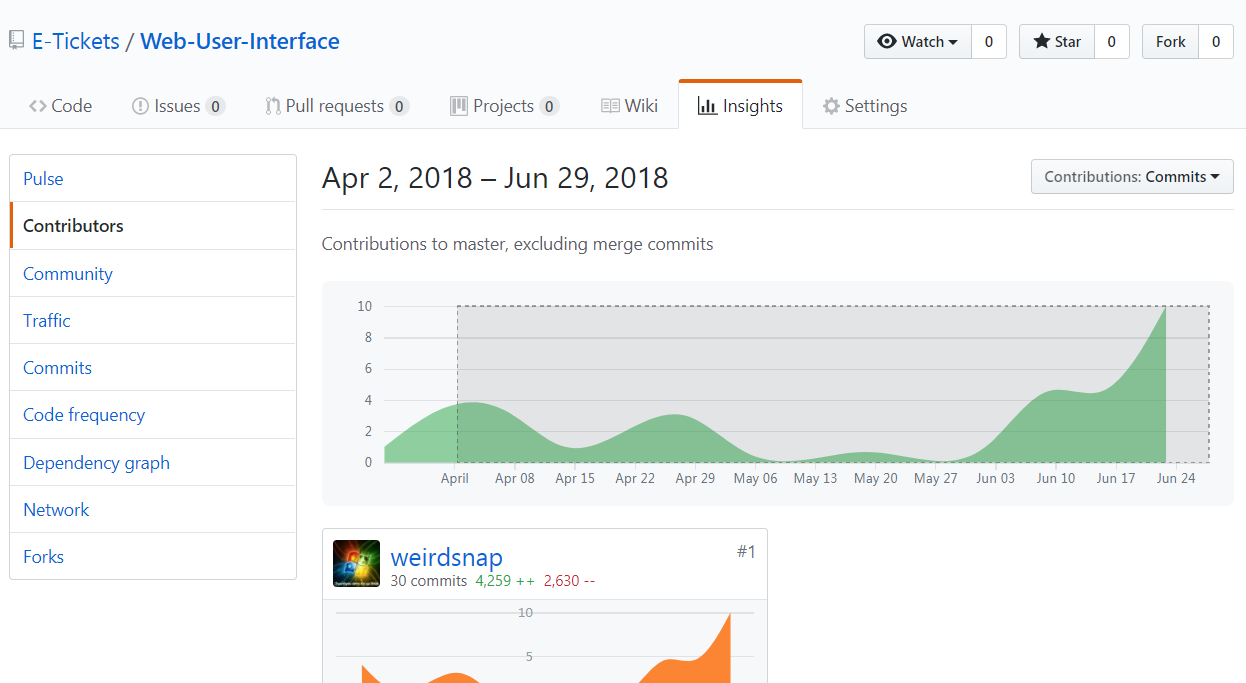 E-Tickets / Web-User-Interface
Watch 0 Star 0 Fork 0
Code Issues 0 Pull requests 0 Projects 0 Wiki Insights Settings
Pulse
Contributors
Community
Traffic
Commits
Code frequency
Dependency graph
Network
Forks
Apr 2, 2018 – Jun 29, 2018
Contributions: Commits
Contributions to master, excluding merge commits
10
8
6
4
2
0
April Apr 08 Apr 15 Apr 22 Apr 29 May 06 May 13 May 20 May 27 Jun 03 Jun 10 Jun 17 Jun 24
weirdsnap #1
30 commits 4,259 ++ 2,630 --
10
5